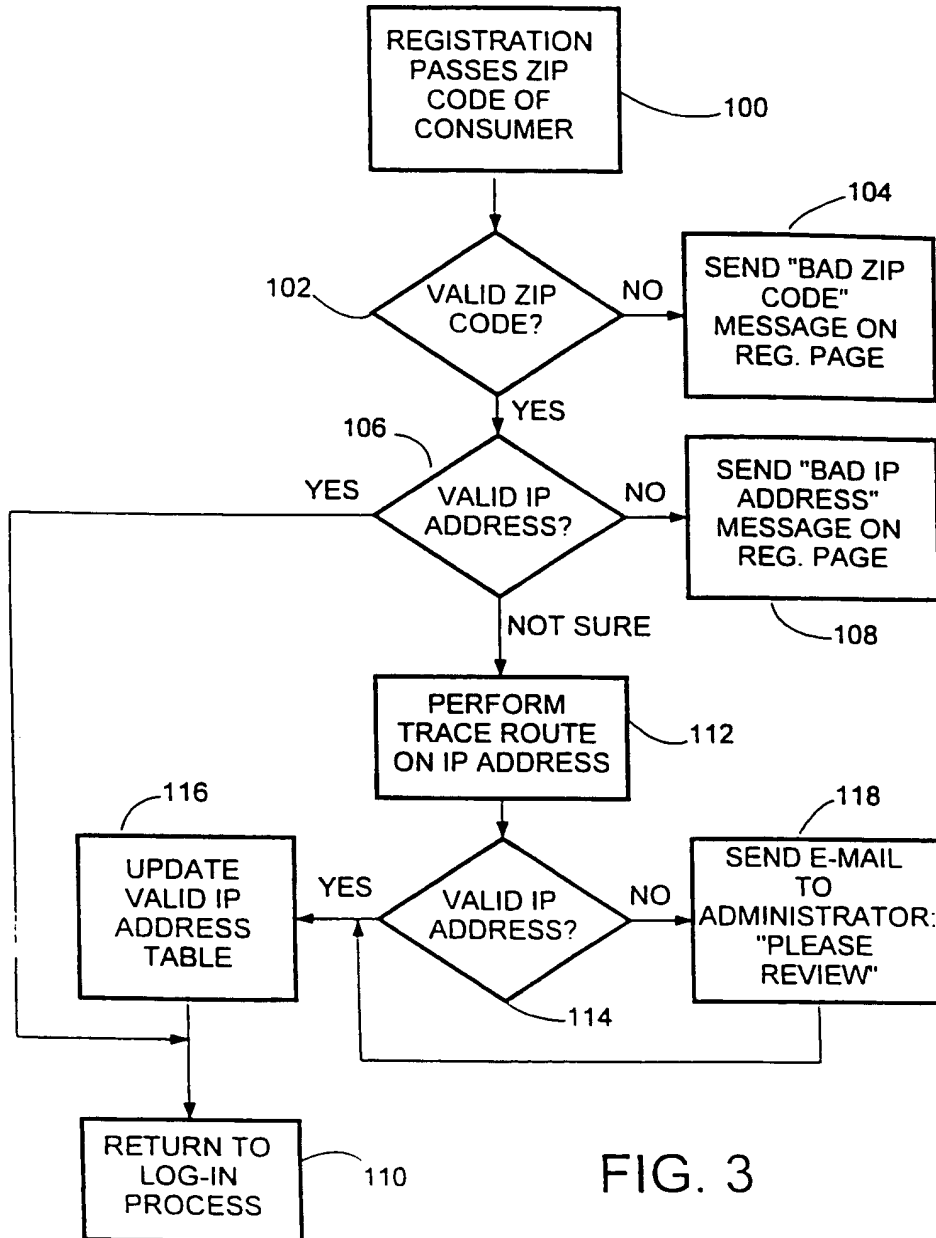 REGISTRATION
PASSES ZIP
CODE OF
CONSUMER
100
104
102
VALID ZIP
CODE?
NO
SEND "BAD ZIP
CODE"
MESSAGE ON
REG. PAGE
YES
106
YES
VALID IP
ADDRESS?
NO
SEND "BAD IP
ADDRESS"
MESSAGE ON
REG. PAGE
108
NOT SURE
PERFORM
TRACE ROUTE
ON IP ADDRESS
112
116
118
UPDATE
VALID IP
ADDRESS
TABLE
YES
VALID IP
ADDRESS?
NO
SEND E-MAIL
TO
ADMINISTRATOR:
"PLEASE
REVIEW"
114
RETURN TO
LOG-IN
PROCESS
110
FIG. 3